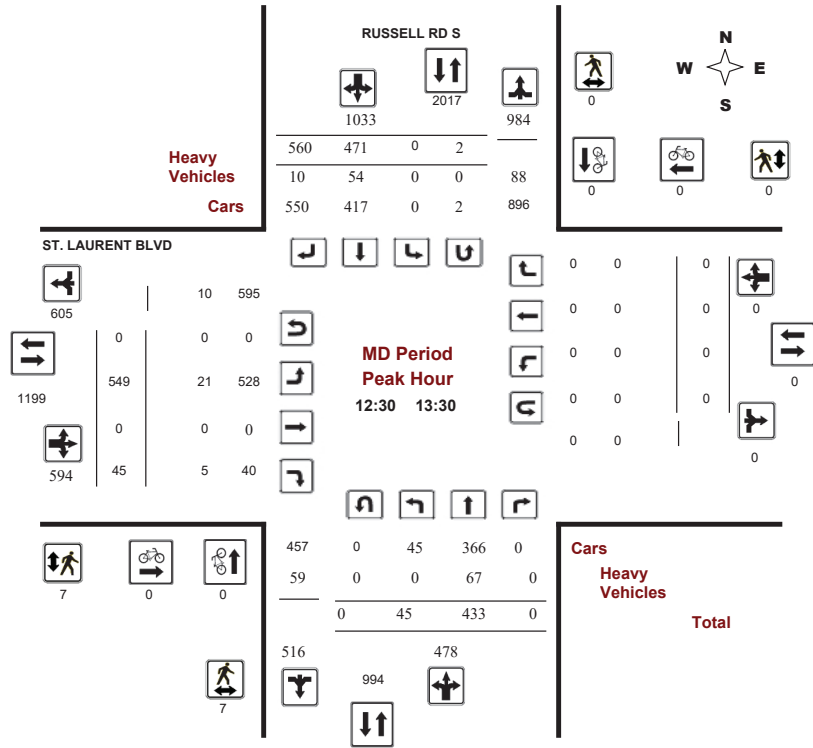 RUSSELL RD S
N
W E
S
2017
0
1033 984
560 471 0 2
Heavy
Vehicles
10 54 0 0 88
0 0 0
Cars
550 417 0 2 896
ST. LAURENT BLVD
10 595
605
0 0 0
0 0 0
0 0 0
0
MD Period
Peak Hour
12:30 13:30
549 21 528
0 0 0
1199
0
0 0 0
0 0 0
0 0
594 45 5 40
0
457 0 45 366 0
Cars
59 0 0 67 0
Heavy
Vehicles
7 0 0
0 45 433 0
Total
516 478
994
7